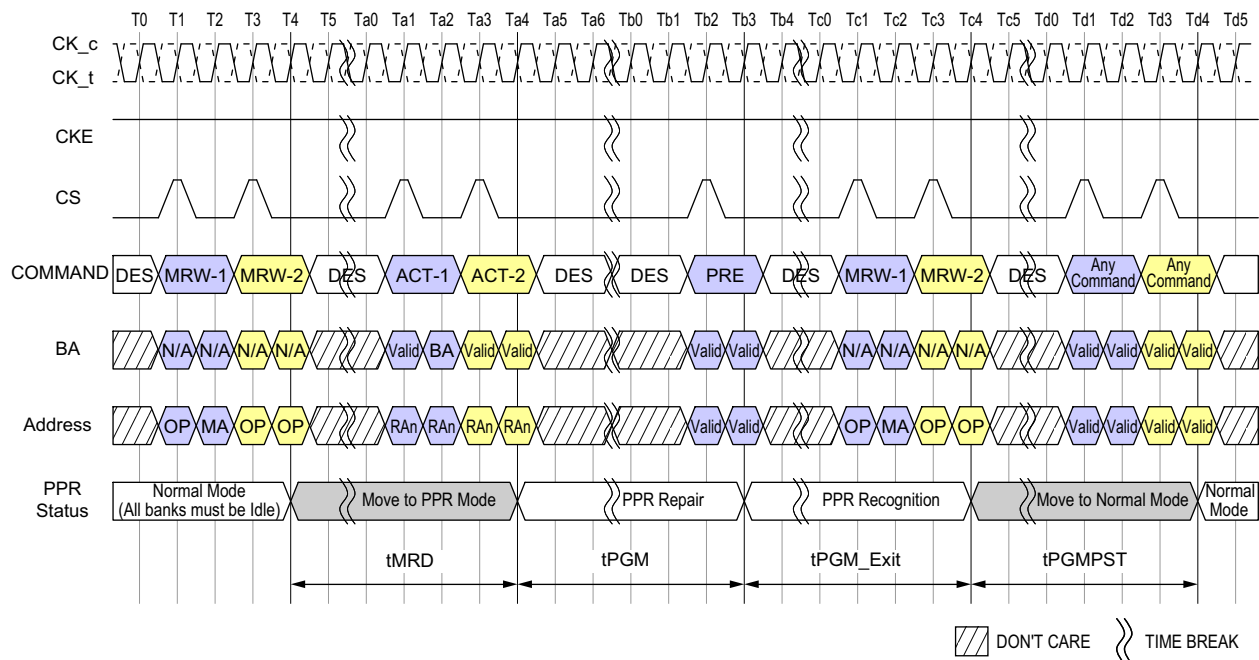 T0 T1 T2 T3 T4 T5 Ta0 Ta1 Ta2 Ta3 Ta4 Ta5 Ta6 Tb0 Tb1 Tb2 Tb3 Tb4 Tc0 Tc1 Tc2 Tc3 Tc4 Tc5 Td0 Td1 Td2 Td3 Td4 Td5
CK_c
CK_t
CKE
CS
COMMAND DES MRW-1 MRW-2 DES ACT-1 ACT-2 DES DES PRE DES MRW-1 MRW-2 DES Any Command Any Command
BA N/A N/A N/A N/A Valid BA Valid Valid Valid Valid N/A N/A N/A N/A Valid Valid Valid Valid
Address OP MA OP OP RAn RAn RAn RAn Valid Valid OP MA OP OP Valid Valid Valid Valid
PPR
Status
Normal Mode
(All banks must be Idle)
Move to PPR Mode
PPR Repair
PPR Recognition
Move to Normal Mode
Normal
Mode
tMRD tPGM tPGM_Exit tPGMPST
DON'T CARE TIME BREAK